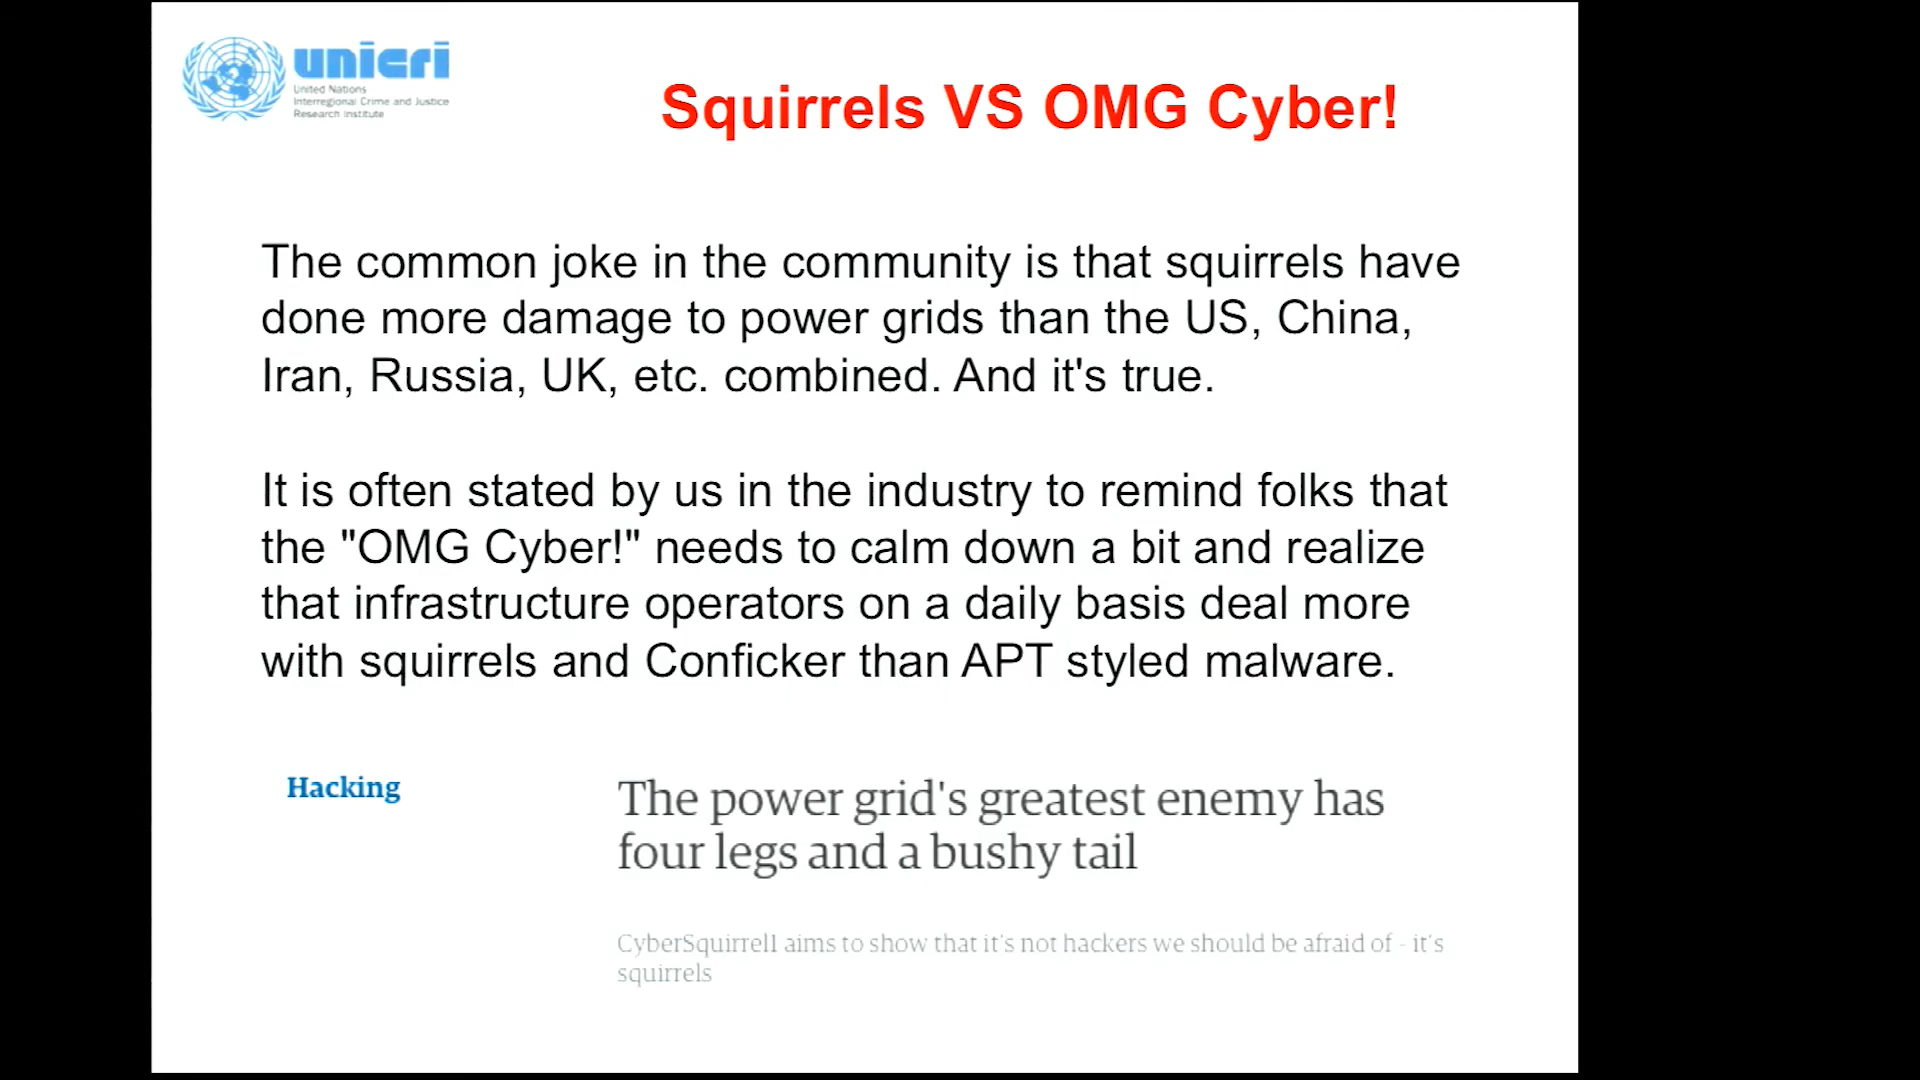 unicri
United Nations
Interregional Crime and Justice
Research Institute
Squirrels VS OMG Cyber!
The common joke in the community is that squirrels have
done more damage to power grids than the US, China,
Iran, Russia, UK, etc. combined. And it's true.
It is often stated by us in the industry to remind folks that
the "OMG Cyber!" needs to calm down a bit and realize
that infrastructure operators on a daily basis deal more
with squirrels and Conficker than APT styled malware.
Hacking
The power grid's greatest enemy has
four legs and a bushy tail
CyberSquirrel1 aims to show that it's not hackers we should be afraid of - it's
squirrels